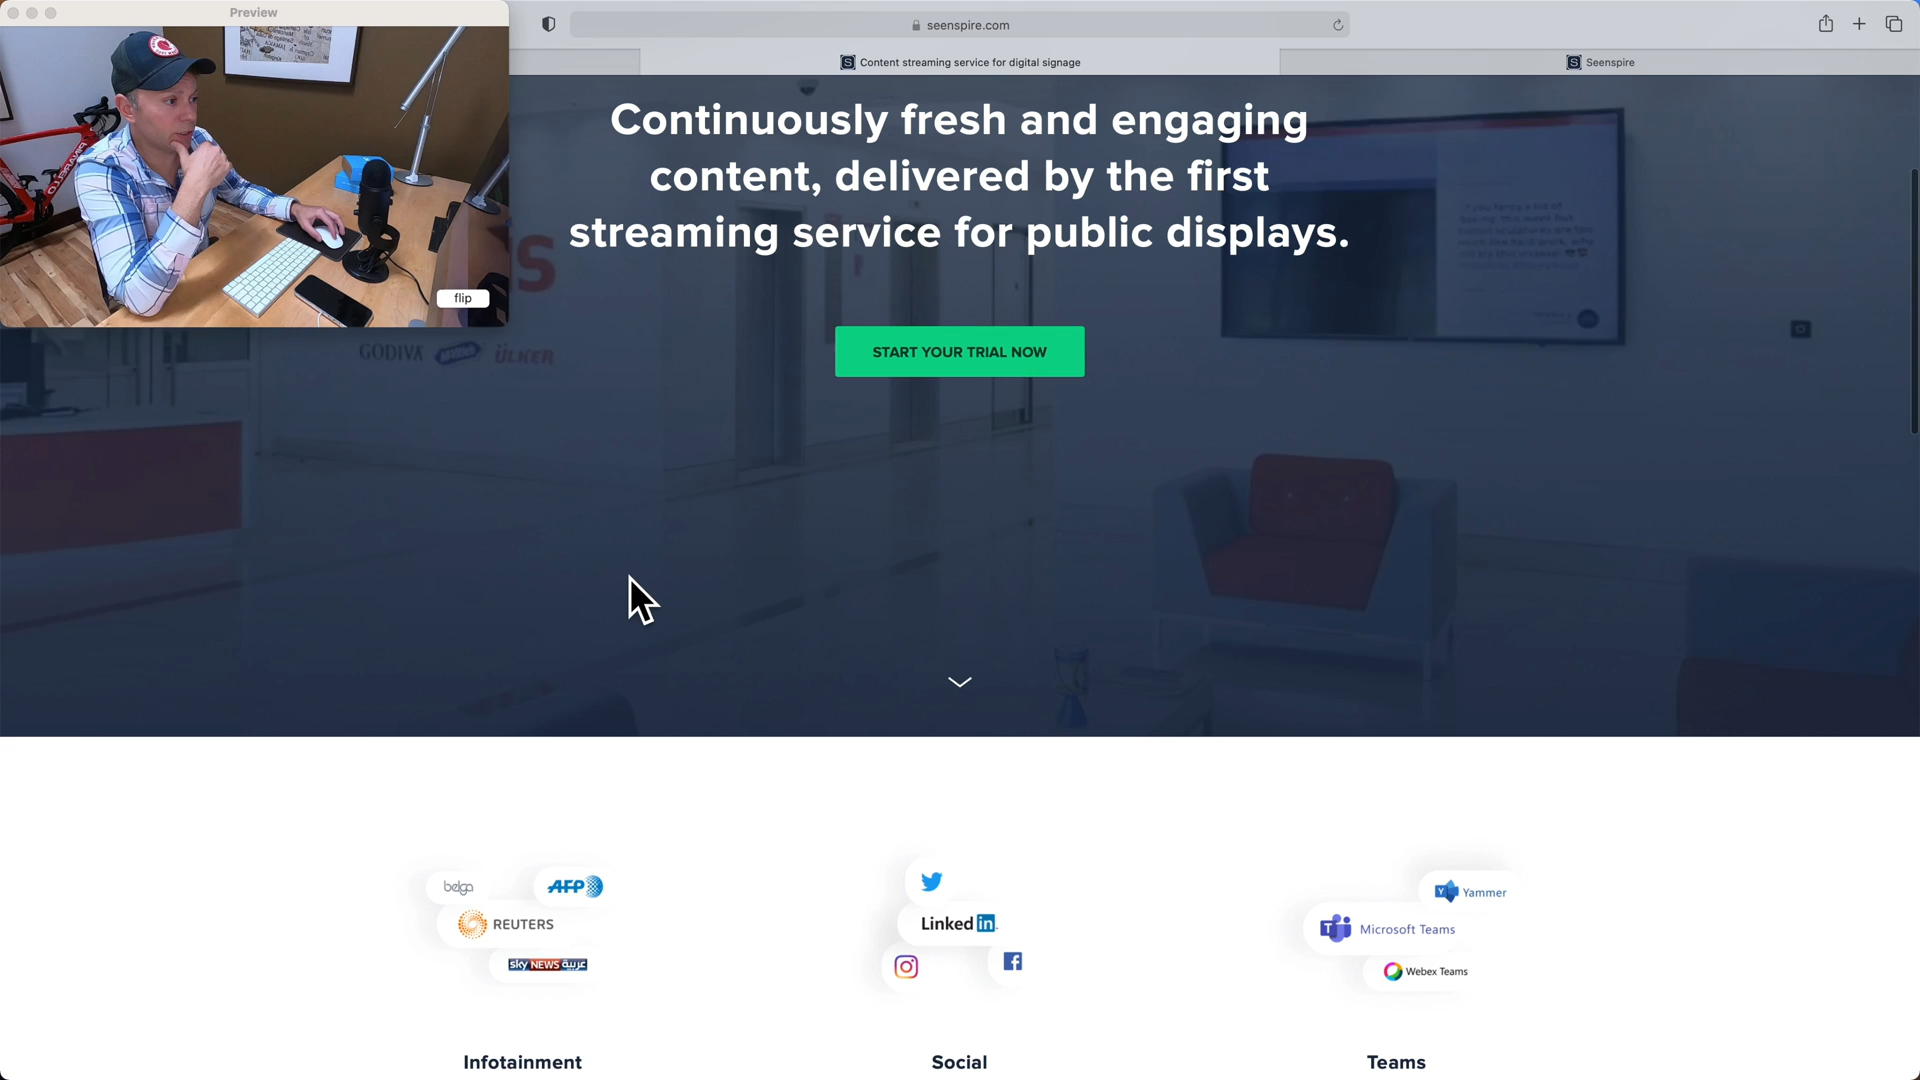 Preview
seenspire.com
Content streaming service for digital signage
Seenspire
Continuously fresh and engaging
content, delivered by the first
streaming service for public displays.
flip
GODIVA
ÜLKER
START YOUR TRIAL NOW
belga
AFP
REUTERS
sky NEWS عربية
Linked in
Yammer
Microsoft Teams
Webex Teams
Infotainment
Social
Teams